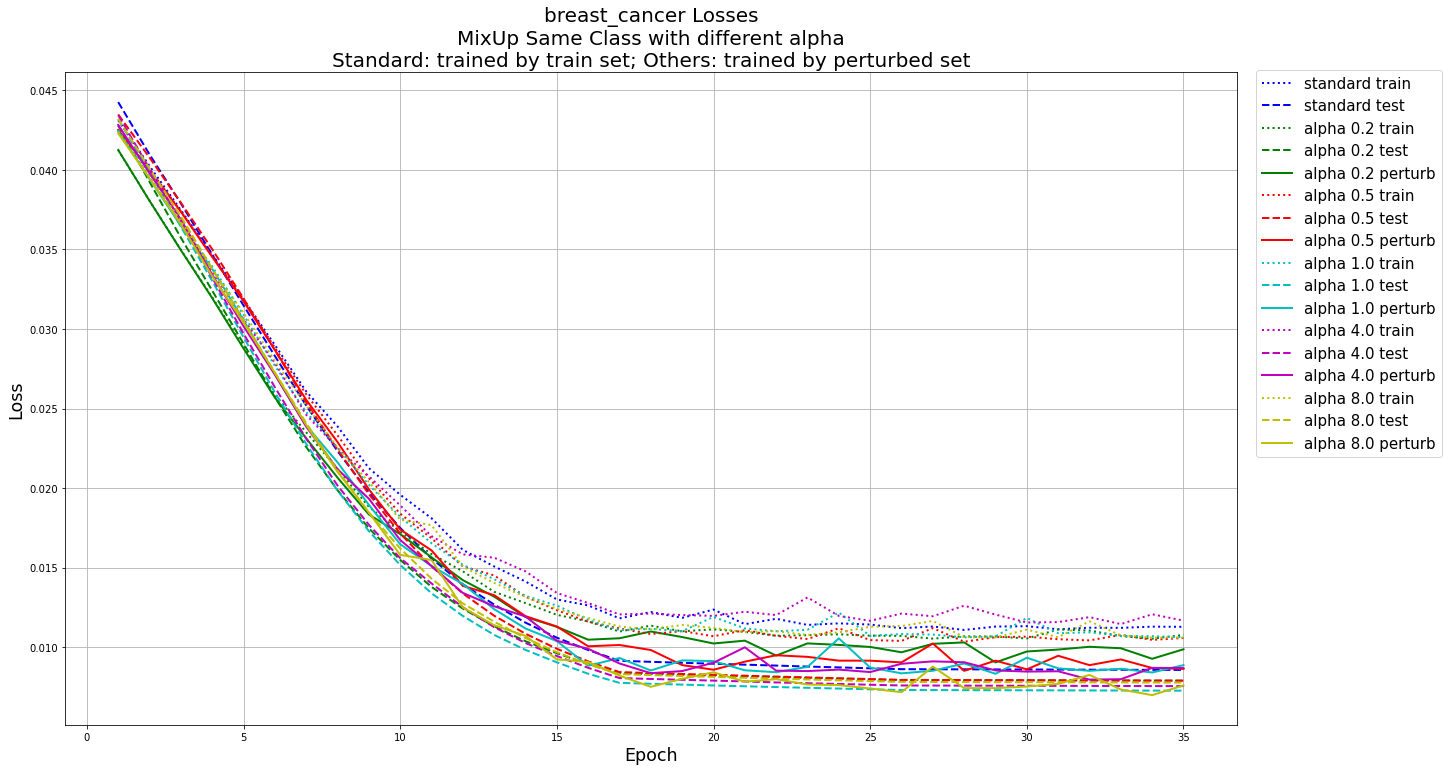 breast_cancer Losses
MixUp Same Class with different alpha
Standard: trained by train set; Others: trained by perturbed set
0.045
0.040
0.035
0.030
0.025
0.020
0.015
0.010
Loss
0
5
10
15
20
25
30
35
Epoch
standard train
standard test
alpha 0.2 train
alpha 0.2 test
alpha 0.2 perturb
alpha 0.5 train
alpha 0.5 test
alpha 0.5 perturb
alpha 1.0 train
alpha 1.0 test
alpha 1.0 perturb
alpha 4.0 train
alpha 4.0 test
alpha 4.0 perturb
alpha 8.0 train
alpha 8.0 test
alpha 8.0 perturb